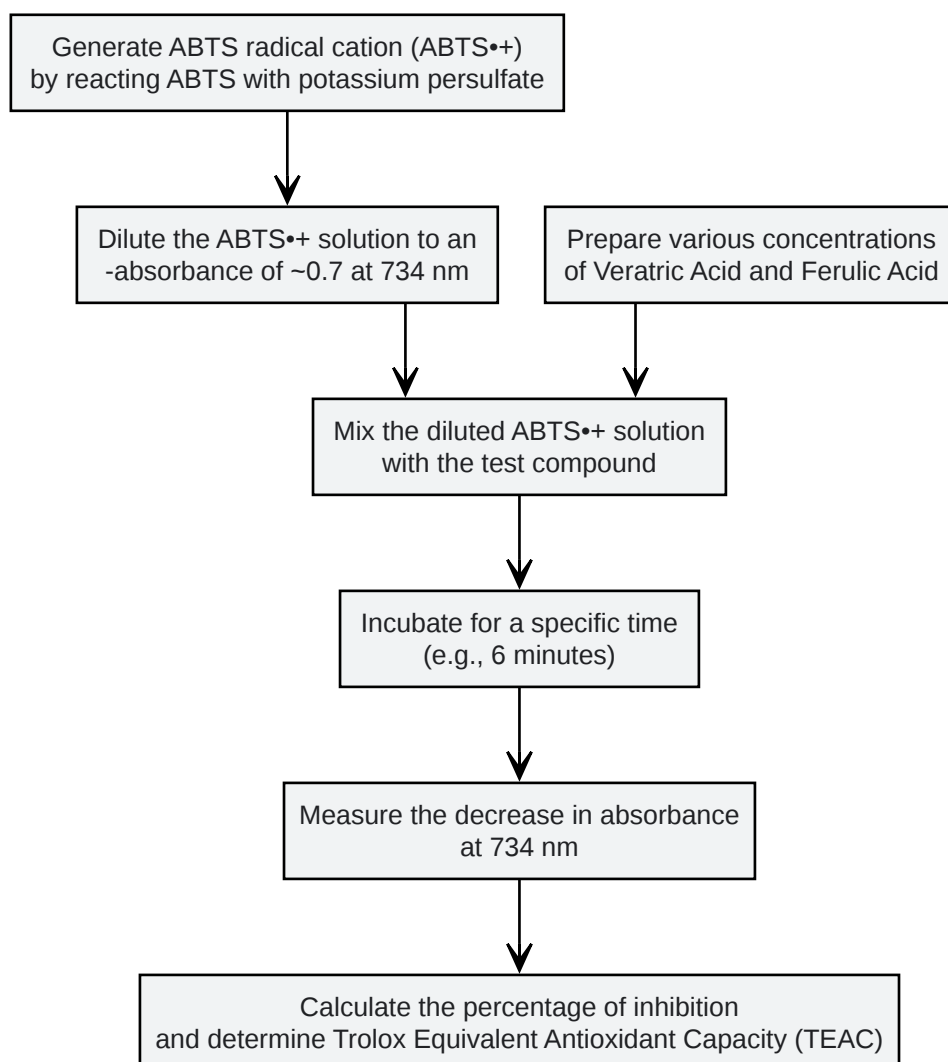 Generate ABTS radical cation (ABTS•+)
by reacting ABTS with potassium persulfate
Dilute the ABTS•+ solution to an
-absorbance of ~0.7 at 734 nm
Prepare various concentrations
of Veratric Acid and Ferulic Acid
Mix the diluted ABTS•+ solution
with the test compound
Incubate for a specific time
(e.g., 6 minutes)
Measure the decrease in absorbance
at 734 nm
Calculate the percentage of inhibition
and determine Trolox Equivalent Antioxidant Capacity (TEAC)